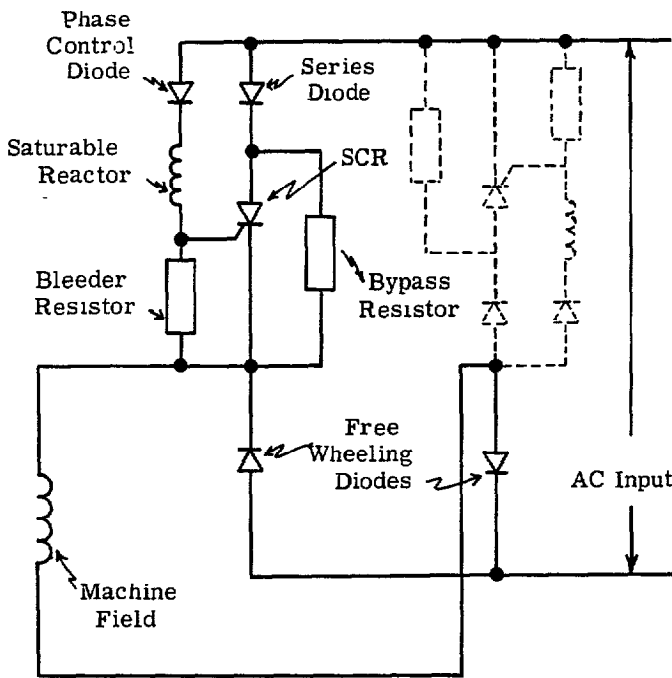 Phase
Control
Diode
Series
Diode
Saturable
Reactor
SCR
Bleeder
Resistor
Bypass
Resistor
Free
Wheeling
Diodes
AC Input
Machine
Field